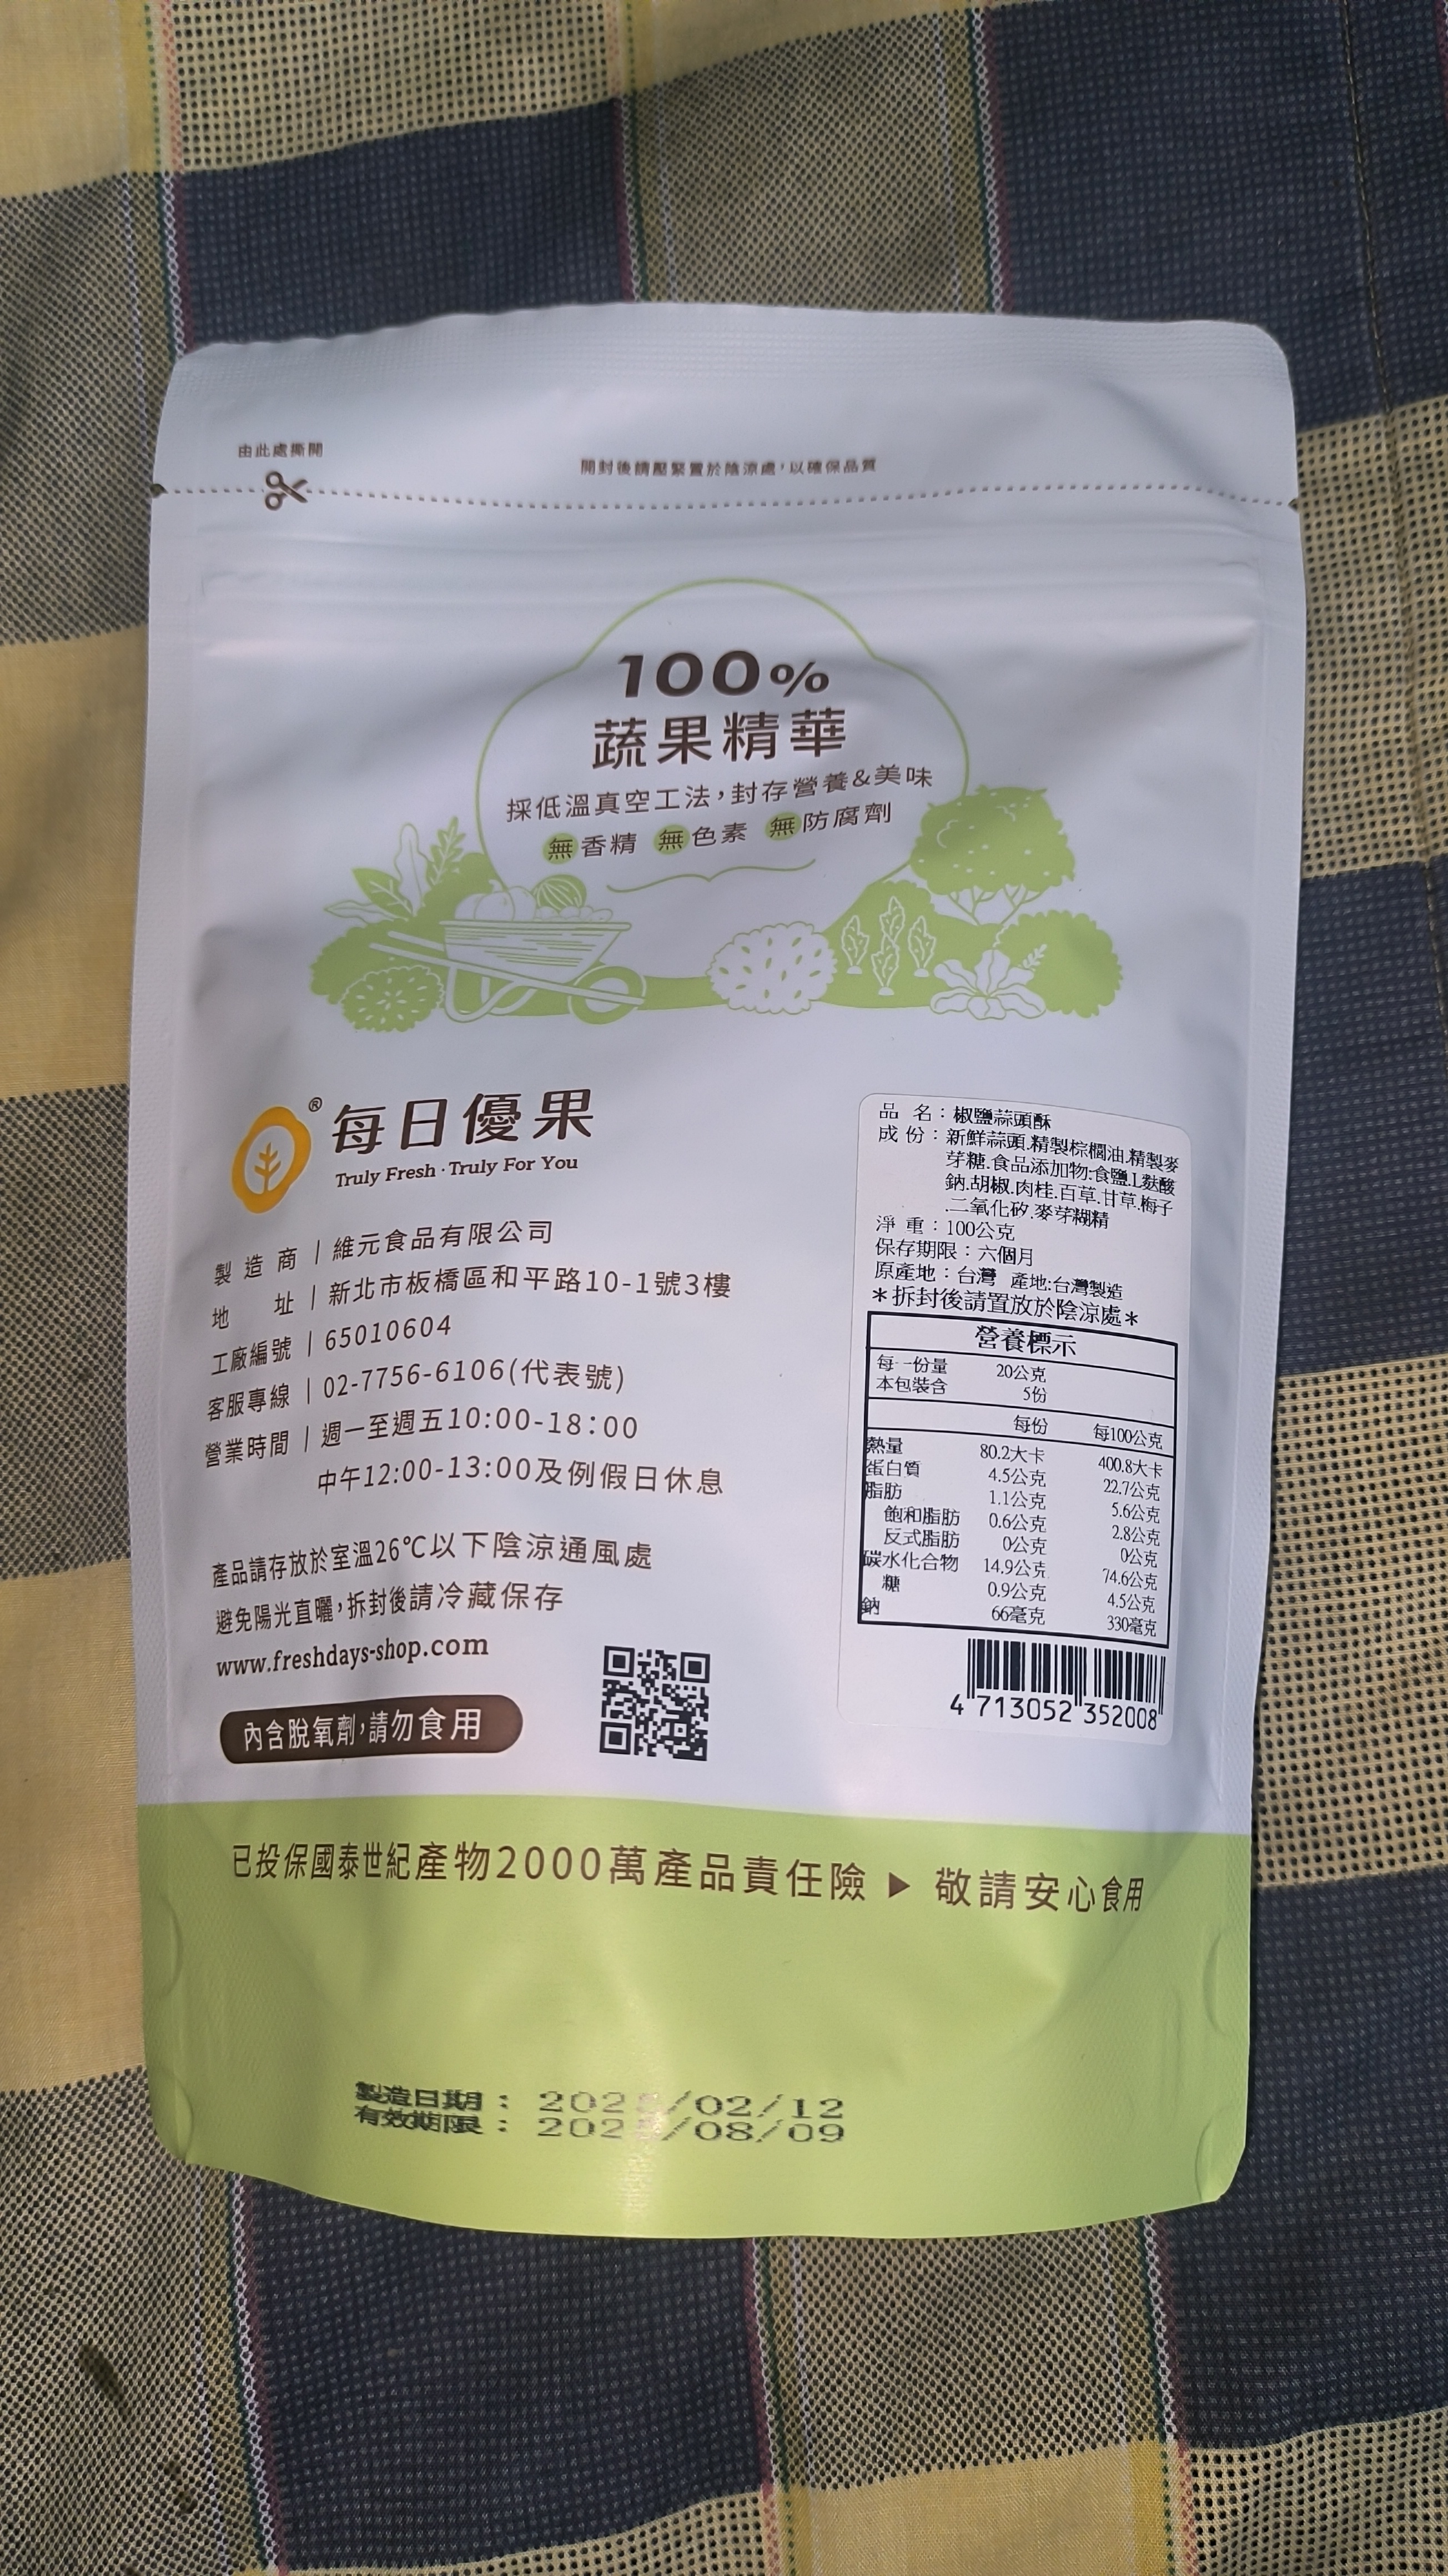 由此處撕開
開封後請壓緊置於陰涼處,以確保品質
100%
蔬果精華
採低溫真空工法,封存營養&美味
無香精 無色素 無防腐劑
®
每日優果
Truly Fresh · Truly For You
製造商 | 維元食品有限公司
地址 | 新北市板橋區和平路10-1號3樓
工廠編號 | 65010604
客服專線 | 02-7756-6106(代表號)
營業時間 | 週一至週五10:00-18:00
中午12:00-13:00及例假日休息
產品請存放於室溫26℃以下陰涼通風處
避免陽光直曬,拆封後請冷藏保存
www.freshdays-shop.com
內含脫氧劑,請勿食用
品名:椒鹽蒜頭酥
成份:新鮮蒜頭.精製棕櫚油.精製麥
芽糖.食品添加物:食鹽.L麩酸
鈉.胡椒.肉桂.百草.甘草.梅子
.二氧化矽.麥芽糊精
淨重:100公克
保存期限:六個月
原產地:台灣 產地:台灣製造
*拆封後請置放於陰涼處*
營養標示
每一份量 20公克
本包裝含 5份
每份 每100公克
熱量 80.2大卡 400.8大卡
蛋白質 4.5公克 22.7公克
脂肪 1.1公克 5.6公克
飽和脂肪 0.6公克 2.8公克
反式脂肪 0公克 0公克
碳水化合物 14.9公克 74.6公克
糖 0.9公克 4.5公克
鈉 66毫克 330毫克
4 713052 352008
已投保國泰世紀產物2000萬產品責任險 ▶ 敬請安心食用
製造日期: 202 /02/12
有效期限: 202 /08/09